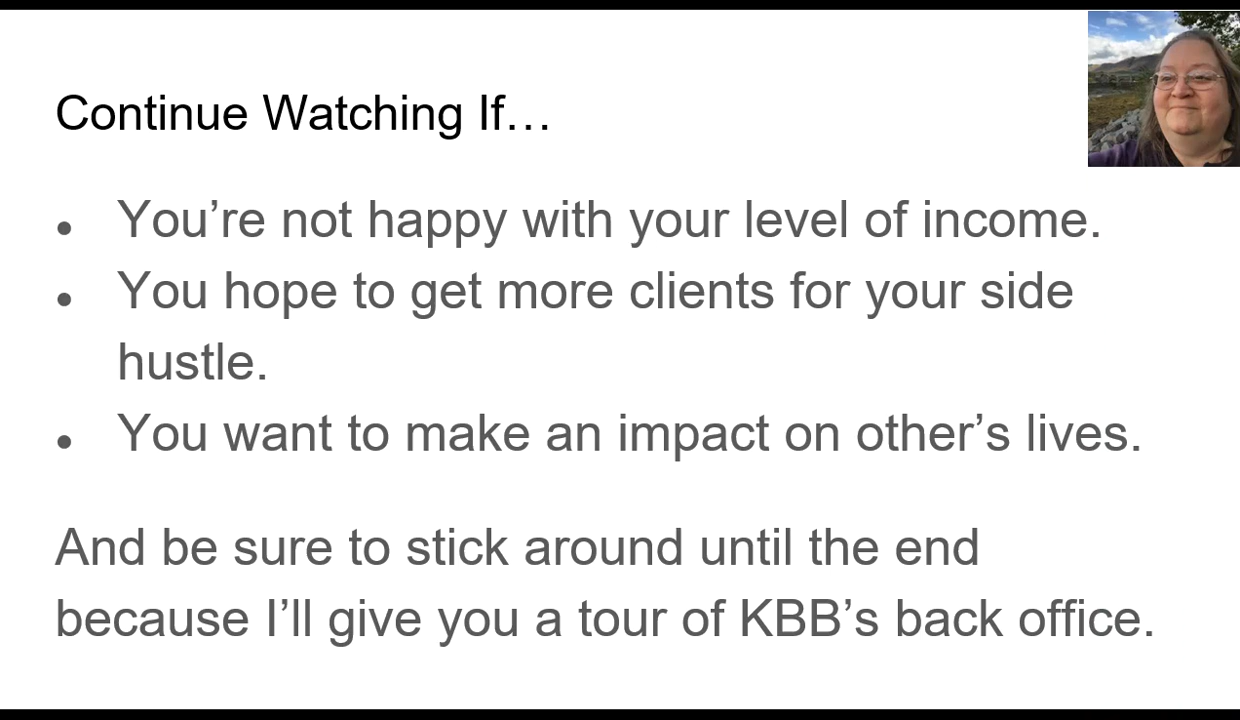 Continue Watching If…
• You’re not happy with your level of income.
• You hope to get more clients for your side
hustle.
• You want to make an impact on other’s lives.
And be sure to stick around until the end
because I’ll give you a tour of KBB’s back office.